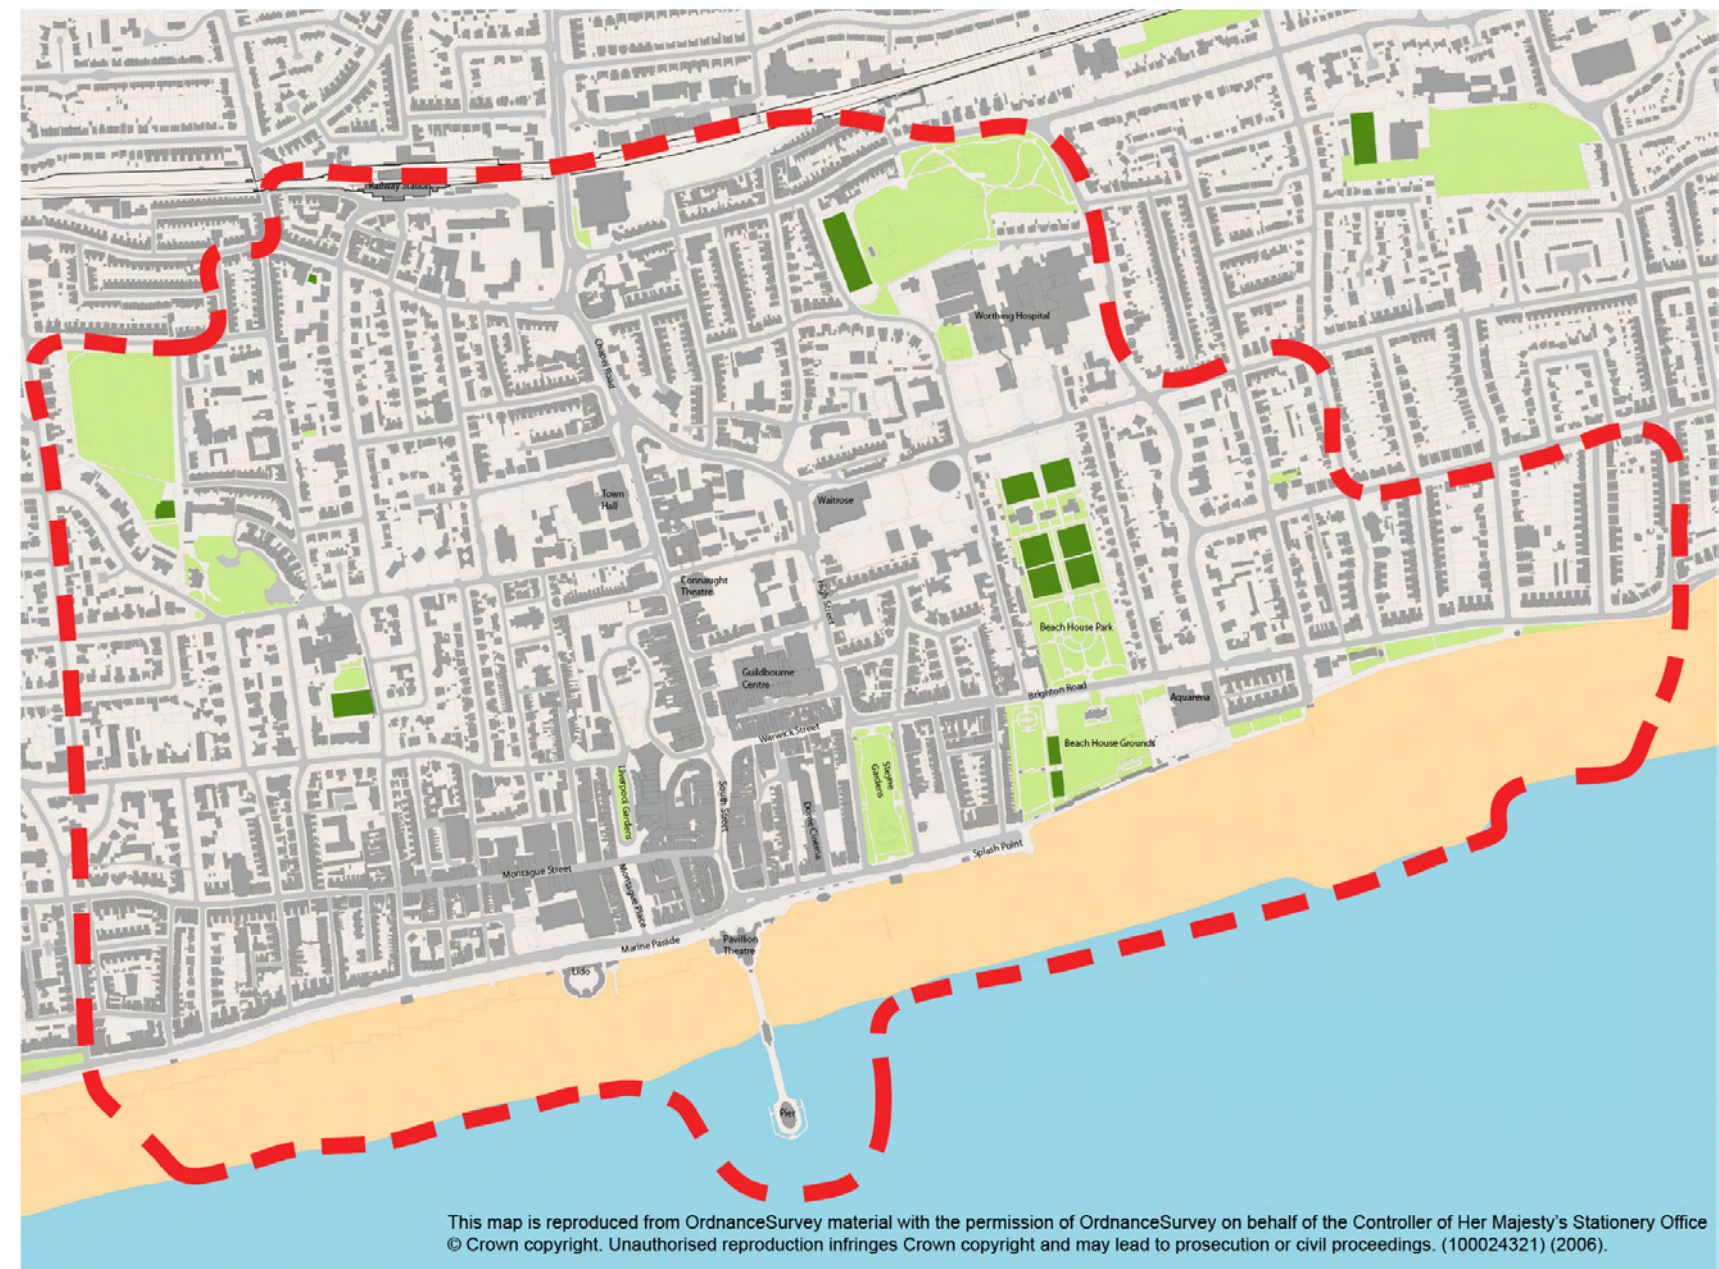 Railway Station
Worthing Hospital
Chapel Road
Town
Hall
Waitrose
Connaught
Theatre
High Street
Beach House Park
Guildbourne
Centre
Brighton Road
Aquarena
Warwick Street
Beach House Grounds
Steyne
Gardens
Liverpool Gardens
South Street
Dome Cinema
Splash Point
Montague Street
Montague Place
Marine Parade
Pavillion
Theatre
Lido
Pier
This map is reproduced from OrdnanceSurvey material with the permission of OrdnanceSurvey on behalf of the Controller of Her Majesty's Stationery Office
© Crown copyright. Unauthorised reproduction infringes Crown copyright and may lead to prosecution or civil proceedings. (100024321) (2006).